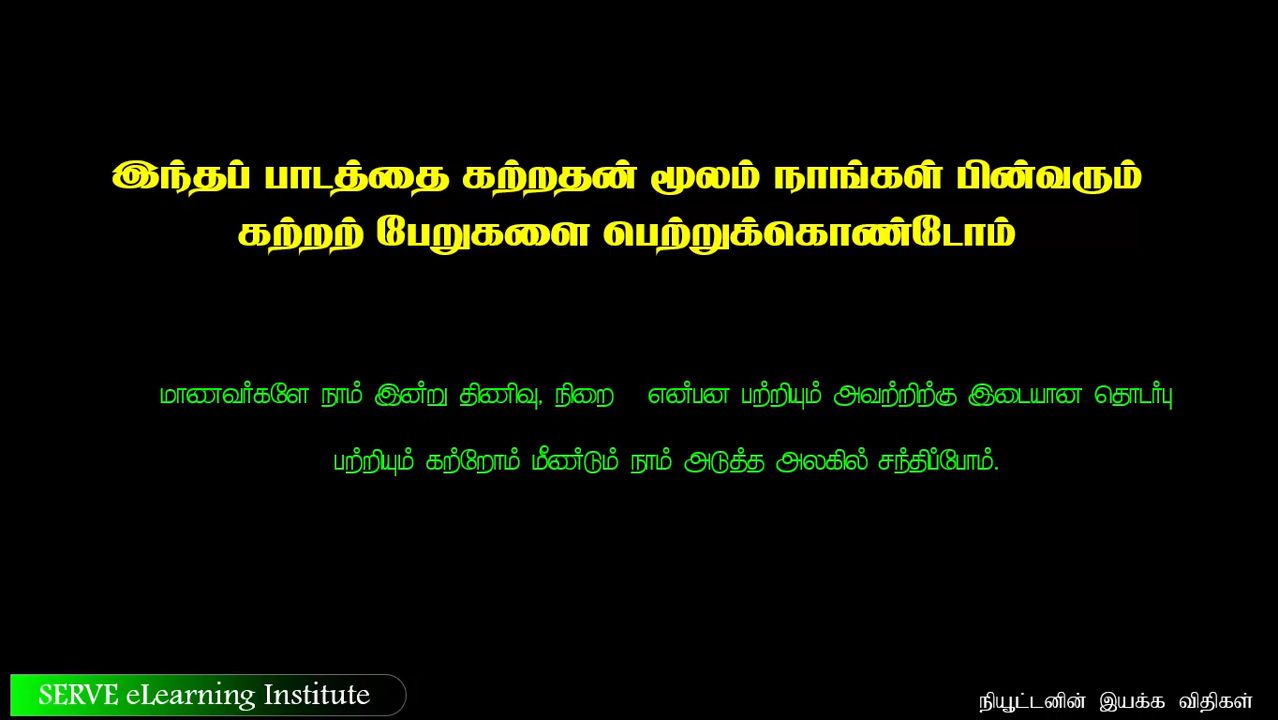 இந்தப் பாடத்தை கற்றதன் மூலம் நாங்கள் பின்வரும்
கற்றற் பேறுகளை பெற்றுக்கொண்டோம்
மாணவர்களே நாம் இன்று திணிவு, நிறை என்பன பற்றியும் அவற்றிற்கு இடையான தொடர்பு
பற்றியும் கற்றோம் மீண்டும் நாம் அடுத்த அலகில் சந்திப்போம்.
SERVE eLearning Institute
நியூட்டனின் இயக்க விதிகள்